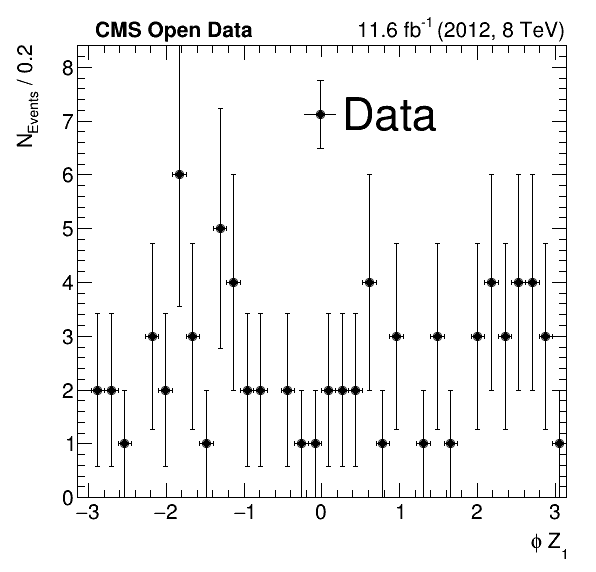 CMS Open Data 11.6 fb⁻¹ (2012, 8 TeV)
N_Events / 0.2
8
7
6
5
4
3
2
1
0
Data
−3 −2 −1 0 1 2 3
ϕ Z₁